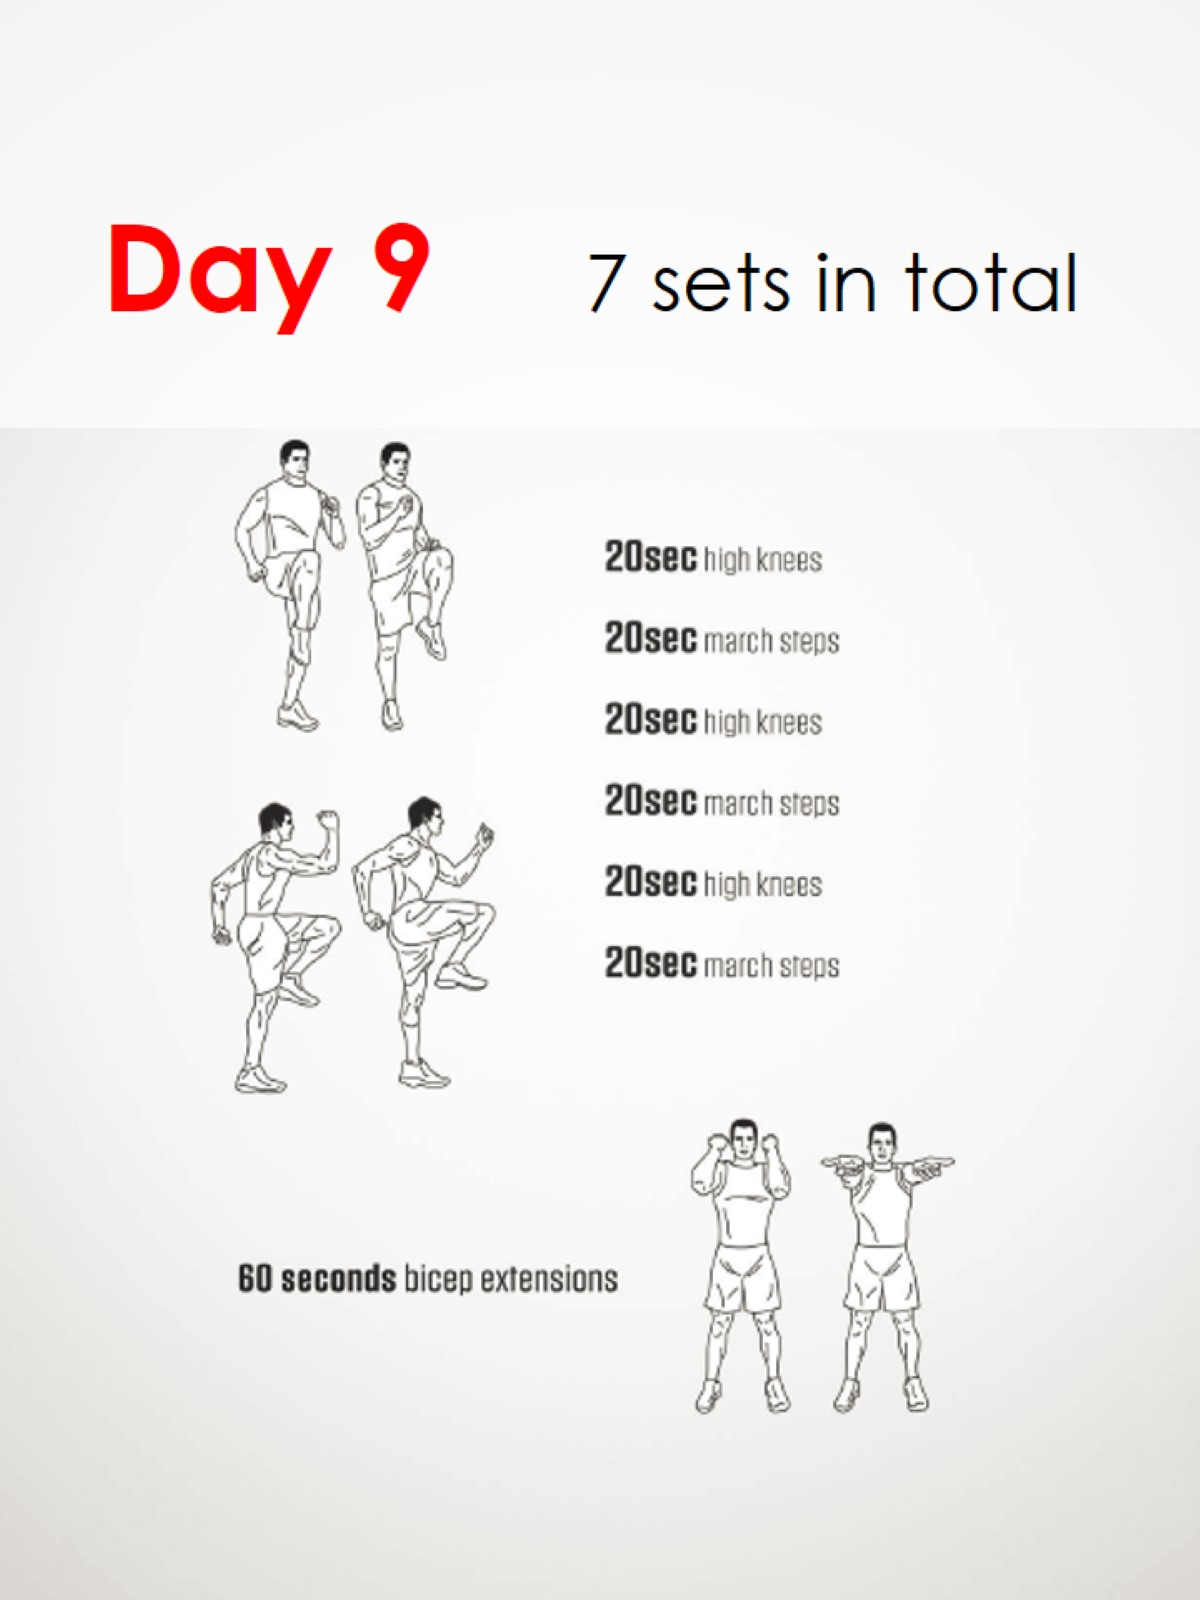 Day 9
7 sets in total
20sec high knees
20sec march steps
20sec high knees
20sec march steps
20sec high knees
20sec march steps
60 seconds bicep extensions